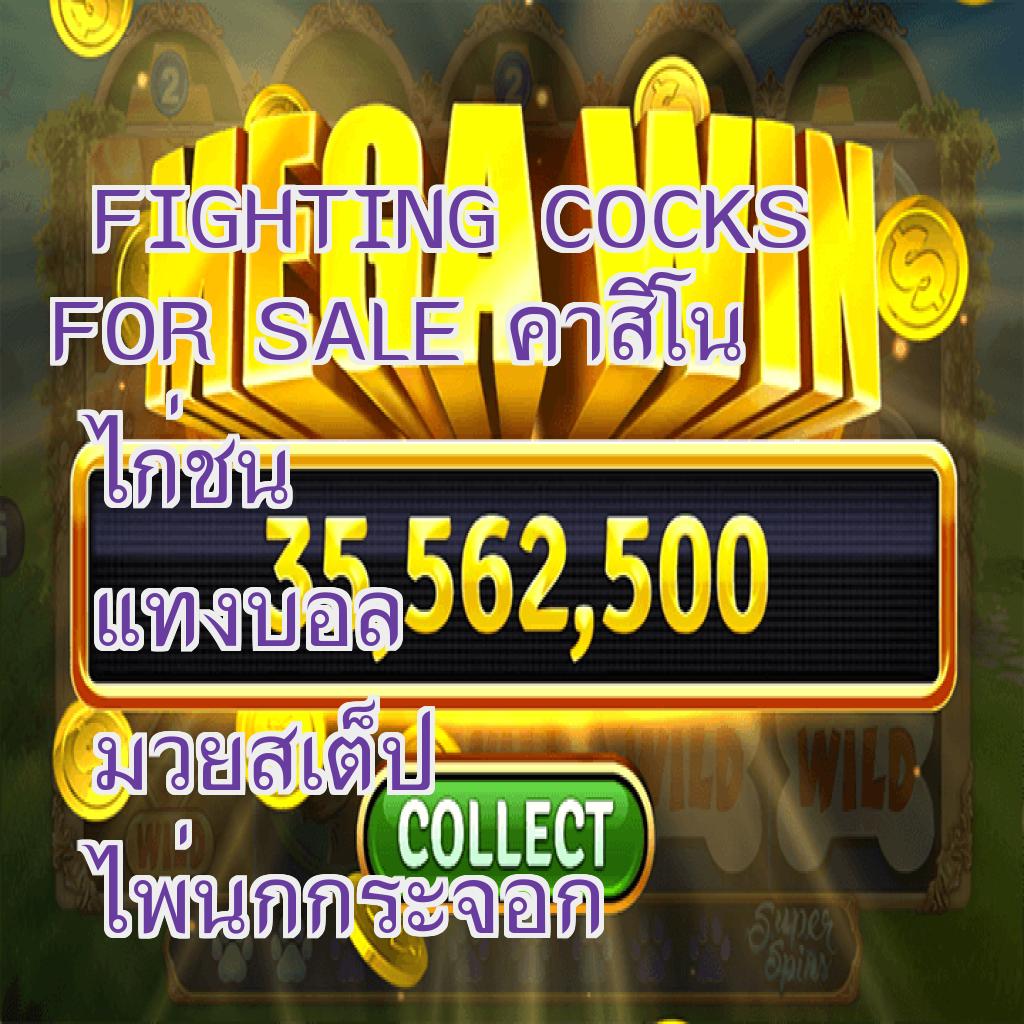 MEGA WIN
FIGHTING COCKS
FOR SALE คาสิโน
ไก่ชน
35,562,500
แทงบอล
มวยสเต็ป
COLLECT
ไพ่นกกระจอก
2
2
WILD
WILD
WILD
Super
Spins